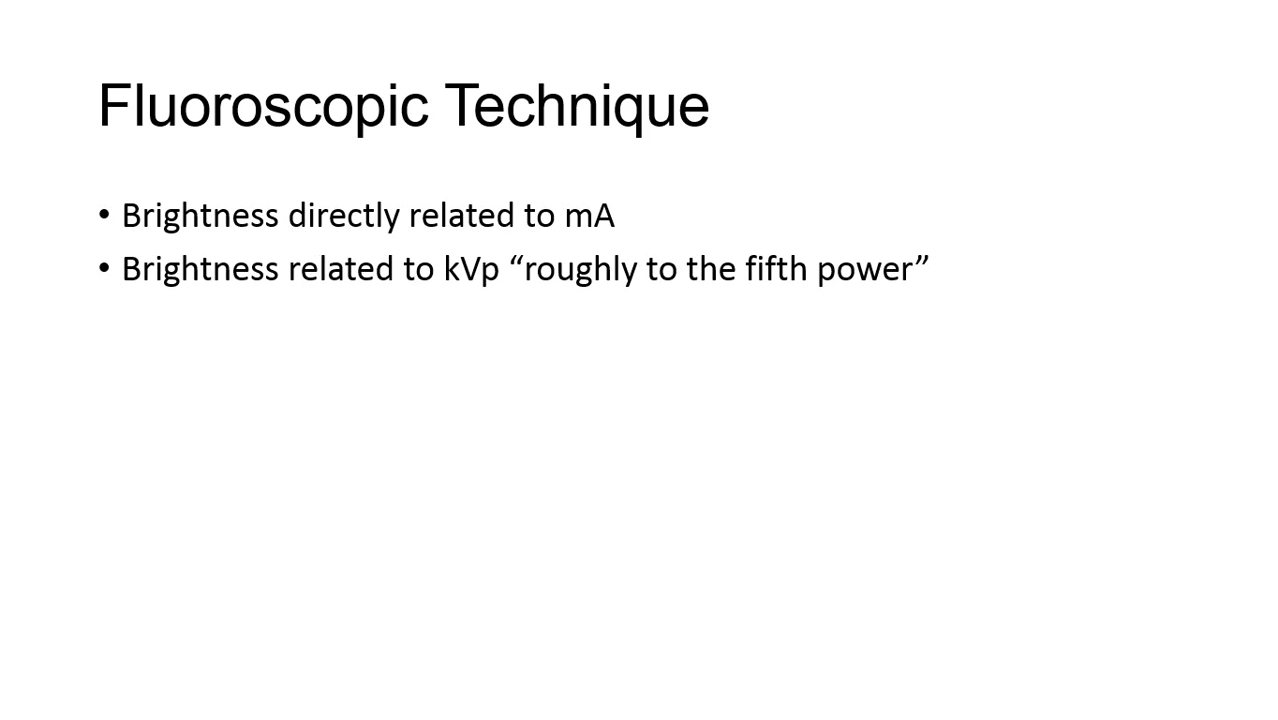 Fluoroscopic Technique
• Brightness directly related to mA
• Brightness related to kVp “roughly to the fifth power”